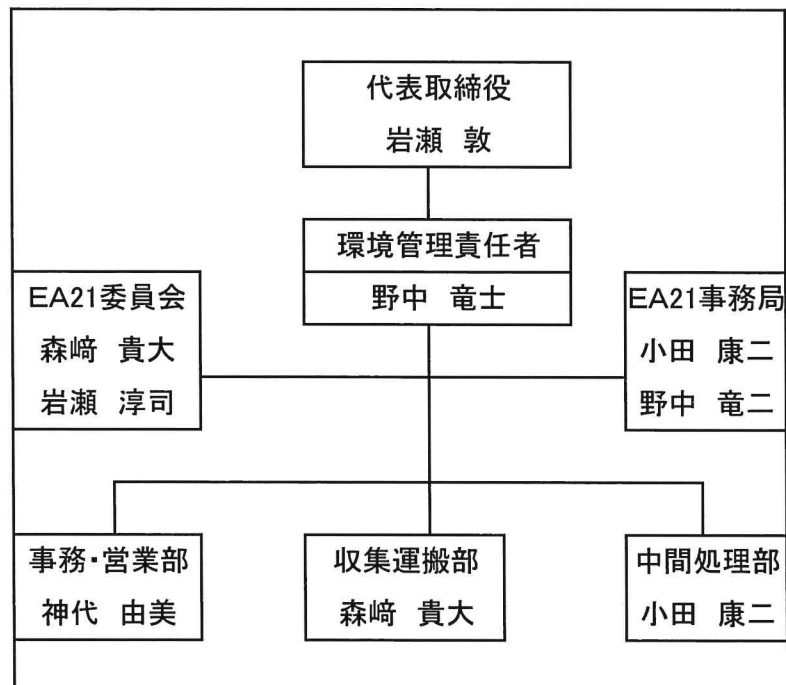 代表取締役
岩瀬 敦
環境管理責任者
野中 竜士
EA21委員会
森﨑 貴大
岩瀬 淳司
EA21事務局
小田 康二
野中 竜二
事務・営業部
神代 由美
収集運搬部
森﨑 貴大
中間処理部
小田 康二